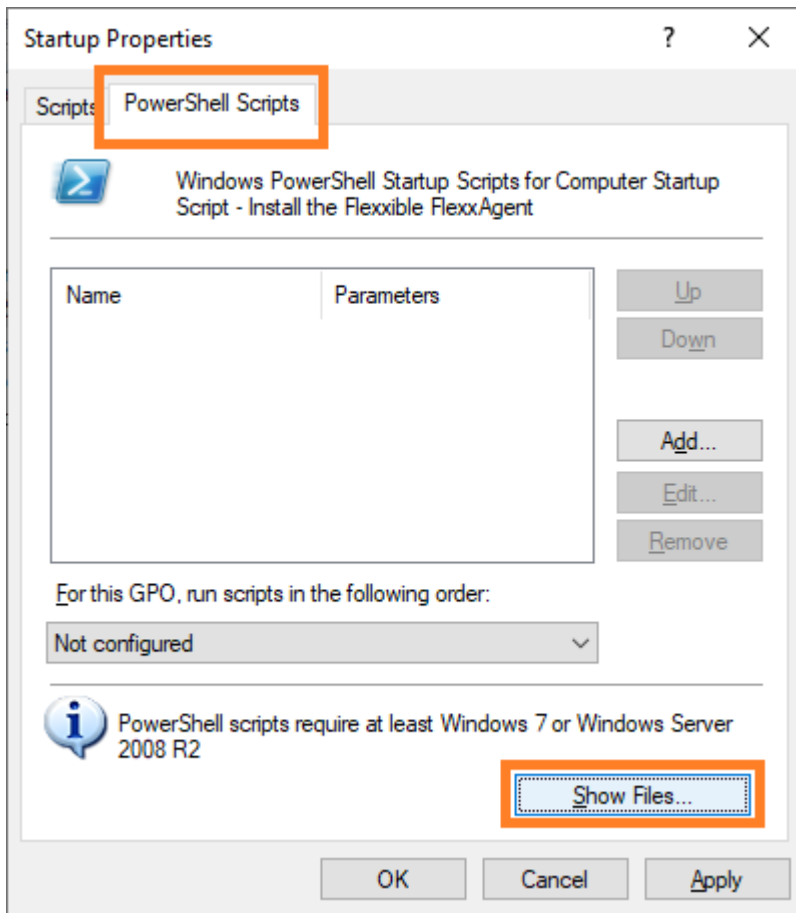 Startup Properties
?
Scripts
PowerShell Scripts
Windows PowerShell Startup Scripts for Computer Startup
Script - Install the Flexxible FlexxAgent
Name
Parameters
Up
Down
Add...
Edit...
Remove
For this GPO, run scripts in the following order:
Not configured
PowerShell scripts require at least Windows 7 or Windows Server
2008 R2
Show Files...
OK
Cancel
Apply